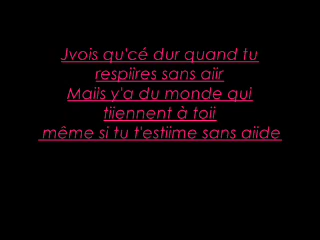 Jvois qu'cé dur quand tu
respiires sans aiir
Maiis y'a du monde qui
tiiennent à toii
même si tu t'estiime sans aiide